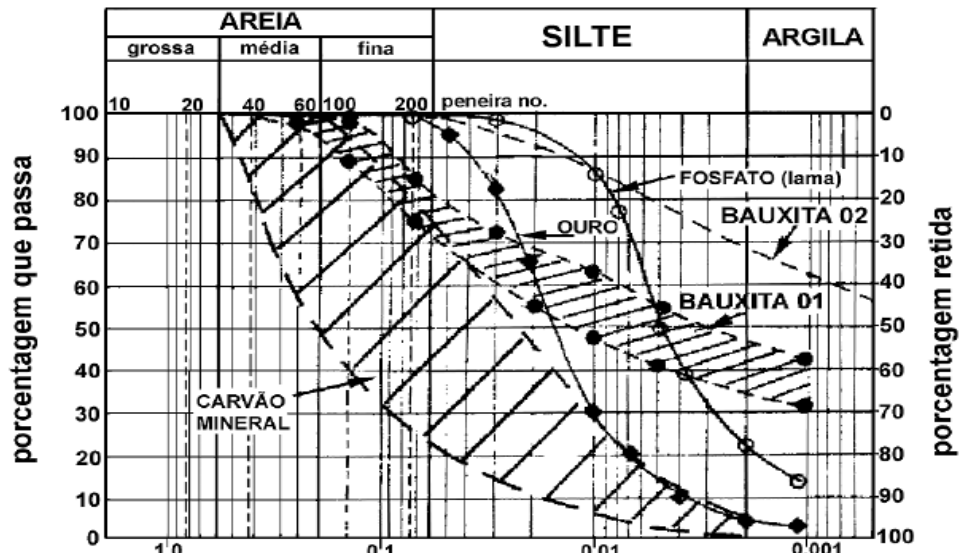 AREIA
SILTE
ARGILA
grossa
média
fina
10 20 40 60 100 200 peneira no.
porcentagem que passa
100
90
80
70
60
50
40
30
20
10
0
FOSFATO (lama)
BAUXITA 02
OURO
BAUXITA 01
CARVÃO
MINERAL
0
10
20
30
40
50
60
70
80
90
100
porcentagem retida
1.0 0.1 0.01 0.001